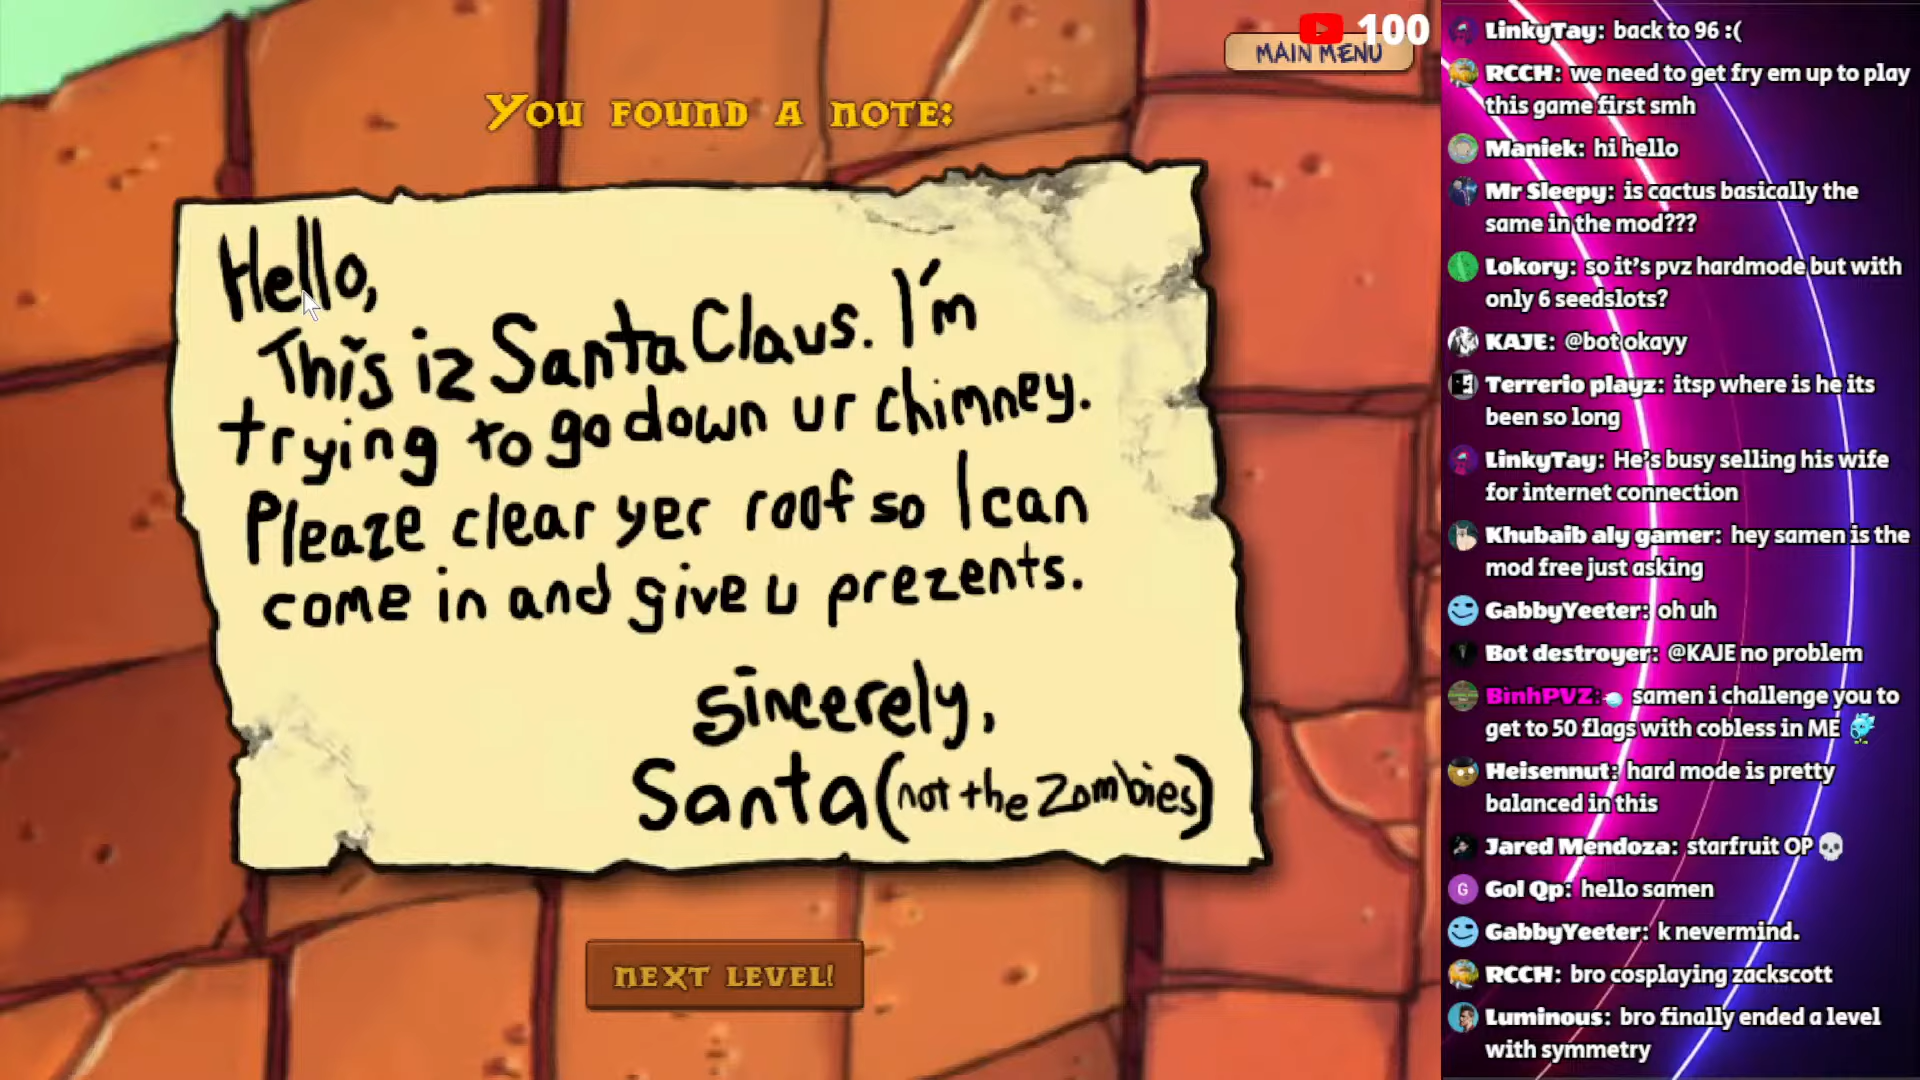 100
MAIN MENU
YOU FOUND A NOTE:
Hello,
This iz Santa Claus. I'm
trying to go down ur chimney.
Pleaze clear yer roof so I can
come in and give u prezents.
sincerely,
Santa (not the Zombies)
NEXT LEVEL!
LinkyTay: back to 96 :(
RCCH: we need to get fry em up to play
this game first smh
Maniek: hi hello
Mr Sleepy: is cactus basically the
same in the mod???
Lokory: so it's pvz hardmode but with
only 6 seedslots?
KAJE: @bot okayy
Terrerio playz: itsp where is he its
been so long
LinkyTay: He's busy selling his wife
for internet connection
Khubaib aly gamer: hey samen is the
mod free just asking
GabbyYeeter: oh uh
Bot destroyer: @KAJE no problem
BinhPVZ: samen i challenge you to
get to 50 flags with cobless in ME
Heisennut: hard mode is pretty
balanced in this
Jared Mendoza: starfruit OP 💀
G Gol Qp: hello samen
GabbyYeeter: k nevermind.
RCCH: bro cosplaying zackscott
Luminous: bro finally ended a level
with symmetry